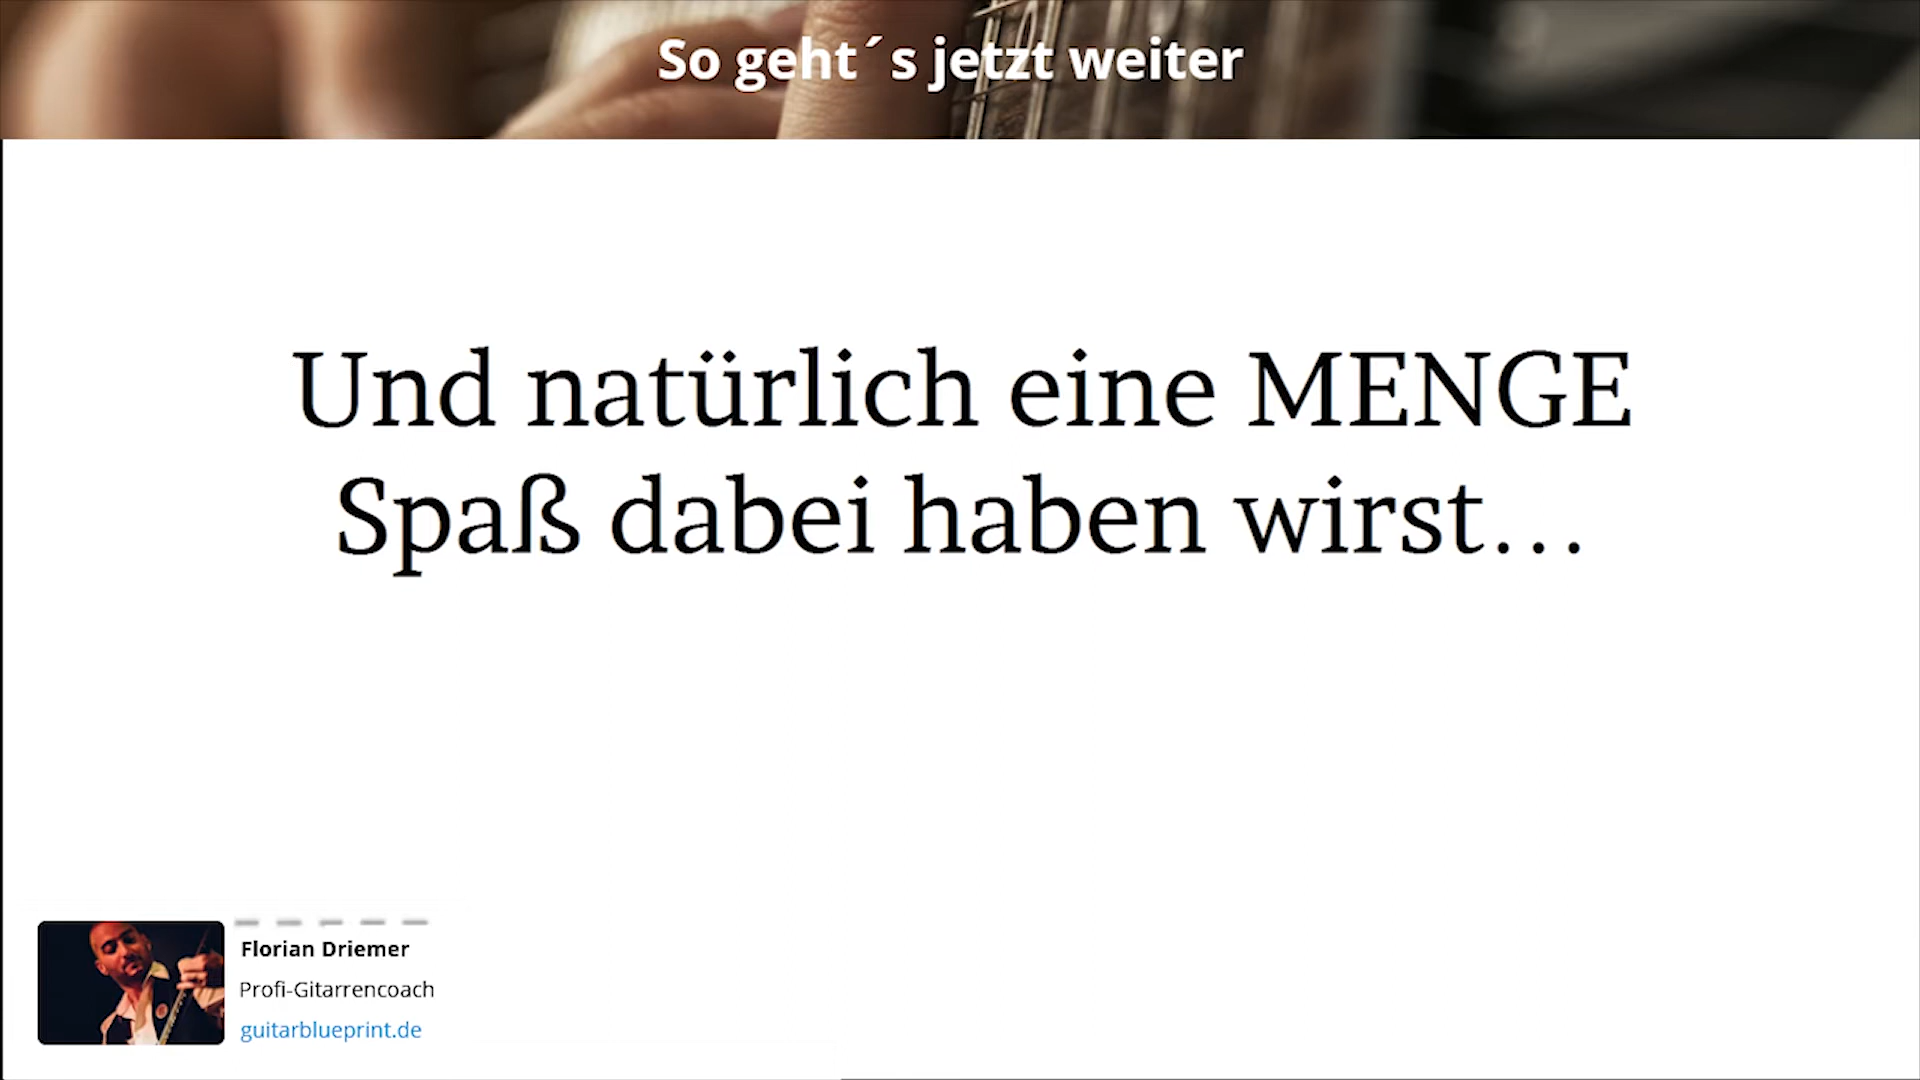 So geht´s jetzt weiter
Und natürlich eine MENGE
Spaß dabei haben wirst…
Florian Driemer
Profi-Gitarrencoach
guitarblueprint.de